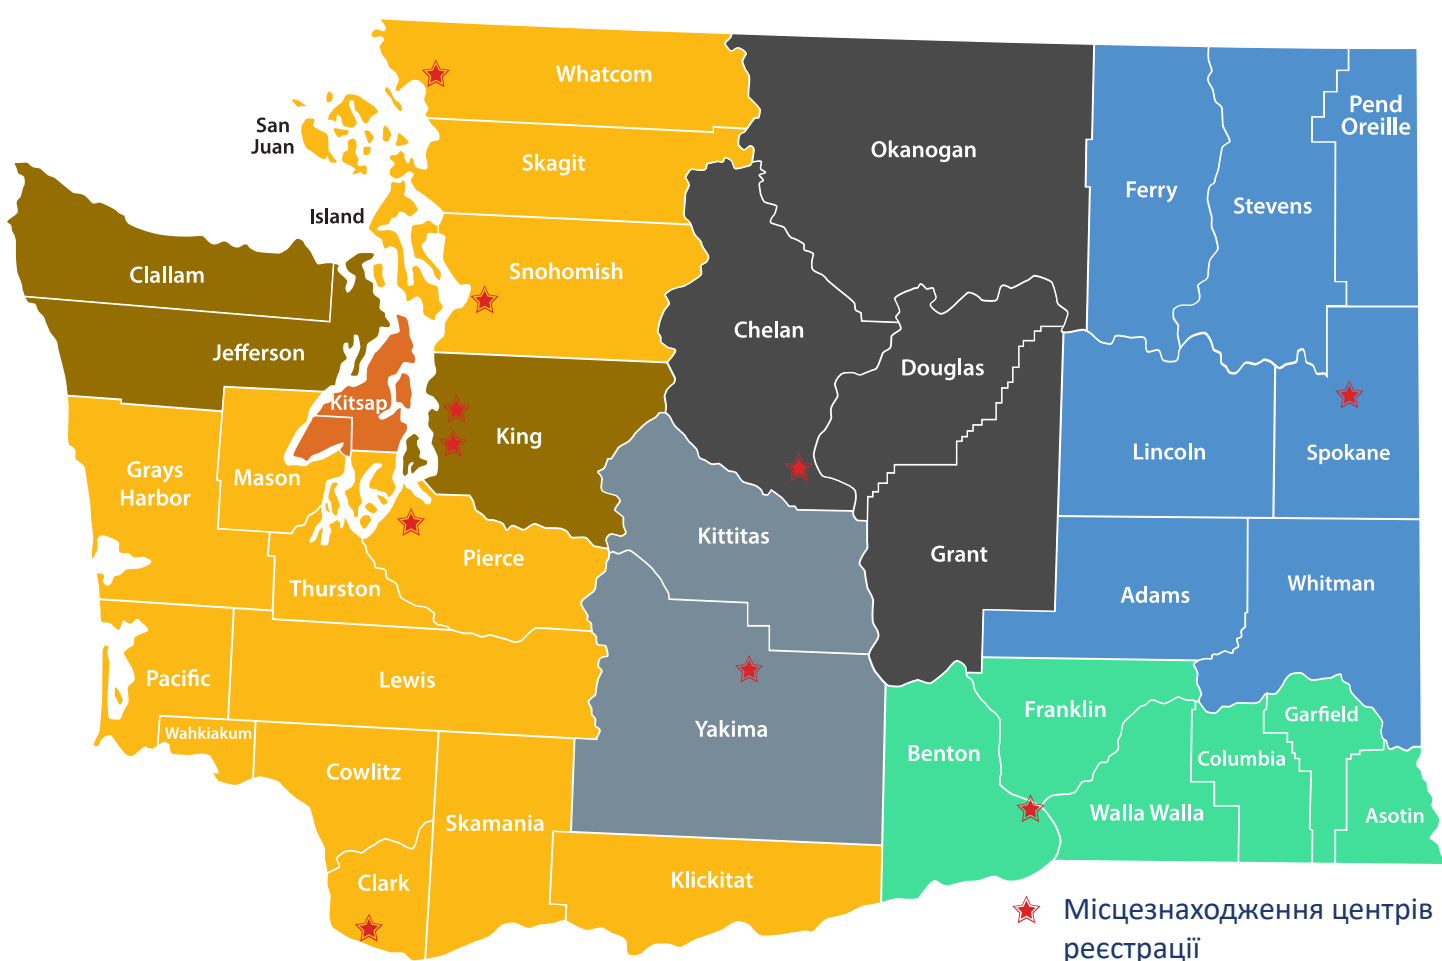 Whatcom
San
Juan
Skagit
Island
Snohomish
Okanogan
Ferry
Stevens
Pend
Oreille
Clallam
Jefferson
Chelan
Douglas
Kitsap
King
Grays
Harbor
Mason
Lincoln
Spokane
Kittitas
Grant
Pierce
Thurston
Adams
Whitman
Pacific
Lewis
Yakima
Franklin
Garfield
Wahkiakum
Benton
Columbia
Cowlitz
Skamania
Walla Walla
Asotin
Clark
Klickitat
Місцезнаходження центрів
реєстрації